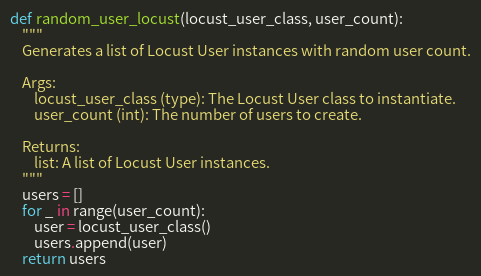 def random_user_locust(locust_user_class, user_count):
    """
    Generates a list of Locust User instances with random user count.

    Args:
        locust_user_class (type): The Locust User class to instantiate.
        user_count (int): The number of users to create.

    Returns:
        list: A list of Locust User instances.
    """
    users = []
    for _ in range(user_count):
        user = locust_user_class()
        users.append(user)
    return users